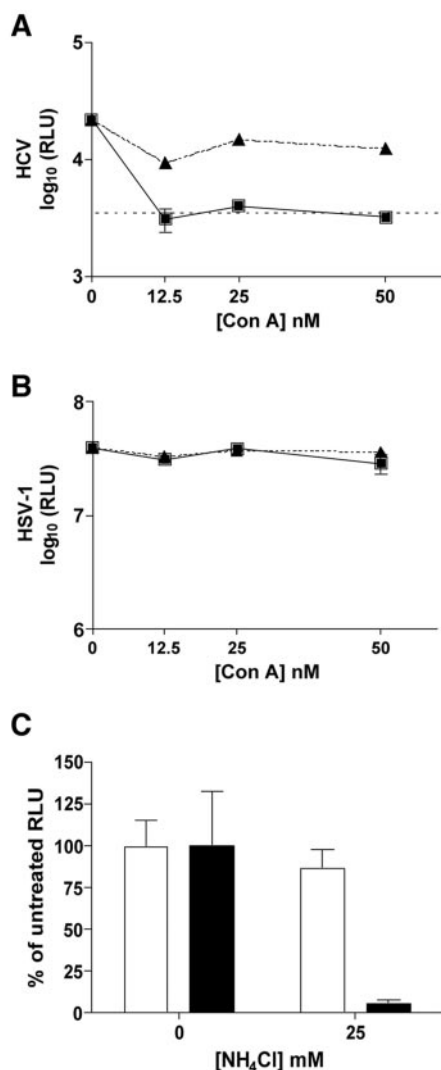 A
HCV
log₁₀ (RLU)
5
4
3
0
12.5
25
50
[Con A] nM
B
HSV-1
log₁₀ (RLU)
8
7
6
0
12.5
25
50
[Con A] nM
C
% of untreated RLU
150
125
100
75
50
25
0
0
25
[NH₄Cl] mM